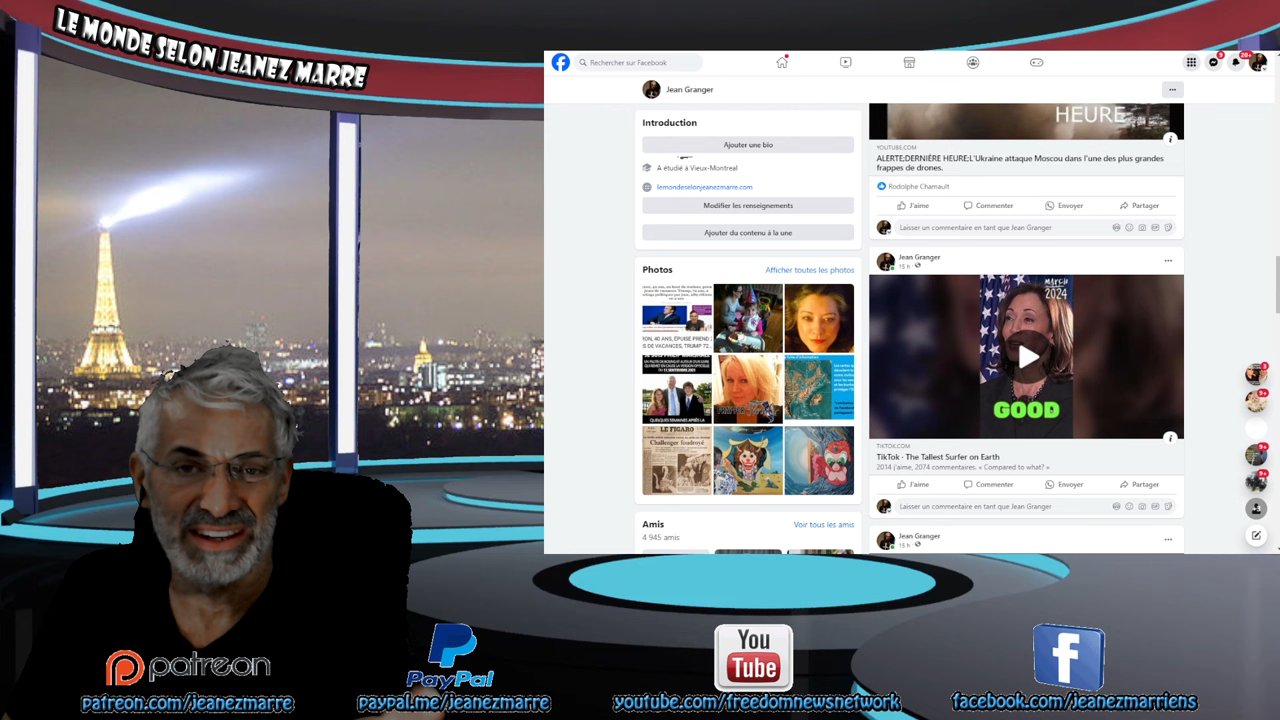 LE MONDE SELON JEANEZ MARRE
Rechercher sur Facebook
Jean Granger
Introduction
Ajouter une bio
A étudié à Vieux-Montreal
lemondeselonjeanezmarre.com
Modifier les renseignements
Ajouter du contenu à la une
Photos
Afficher toutes les photos
LE FIGARO
Challenger foudroyé
Amis
Voir tous les amis
4 945 amis
HEURE
YOUTUBE.COM
ALERTE;DERNIÈRE HEURE;L'Ukraine attaque Moscou dans l'une des plus grandes
frappes de drones.
Rodolphe Chamault
J'aime
Commenter
Envoyer
Partager
Laisser un commentaire en tant que Jean Granger
Jean Granger
15 h
MARCH
2024
GOOD
TIKTOK.COM
TikTok · The Tallest Surfer on Earth
2014 j'aime, 2074 commentaires. « Compared to what? »
J'aime
Commenter
Envoyer
Partager
Laisser un commentaire en tant que Jean Granger
Jean Granger
15 h
patreon
patreon.com/jeanezmarre
PayPal
paypal.me/jeanezmarre
You
Tube
youtube.com/freedomnewsnetwork
facebook.com/jeanezmarriens